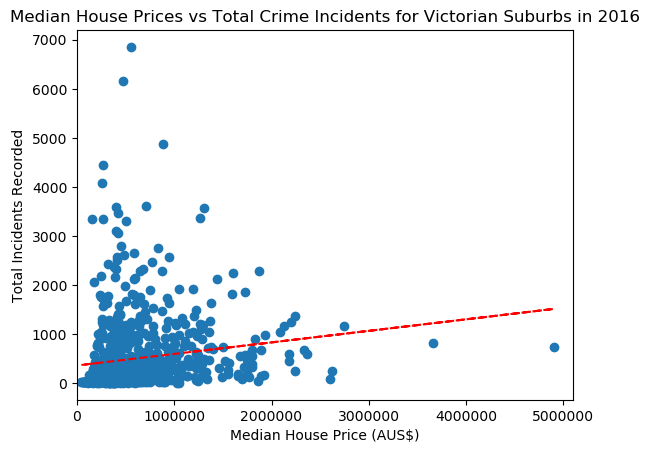 Median House Prices vs Total Crime Incidents for Victorian Suburbs in 2016
7000
6000
5000
4000
3000
2000
1000
0
Total Incidents Recorded
0 1000000 2000000 3000000 4000000 5000000
Median House Price (AUS$)